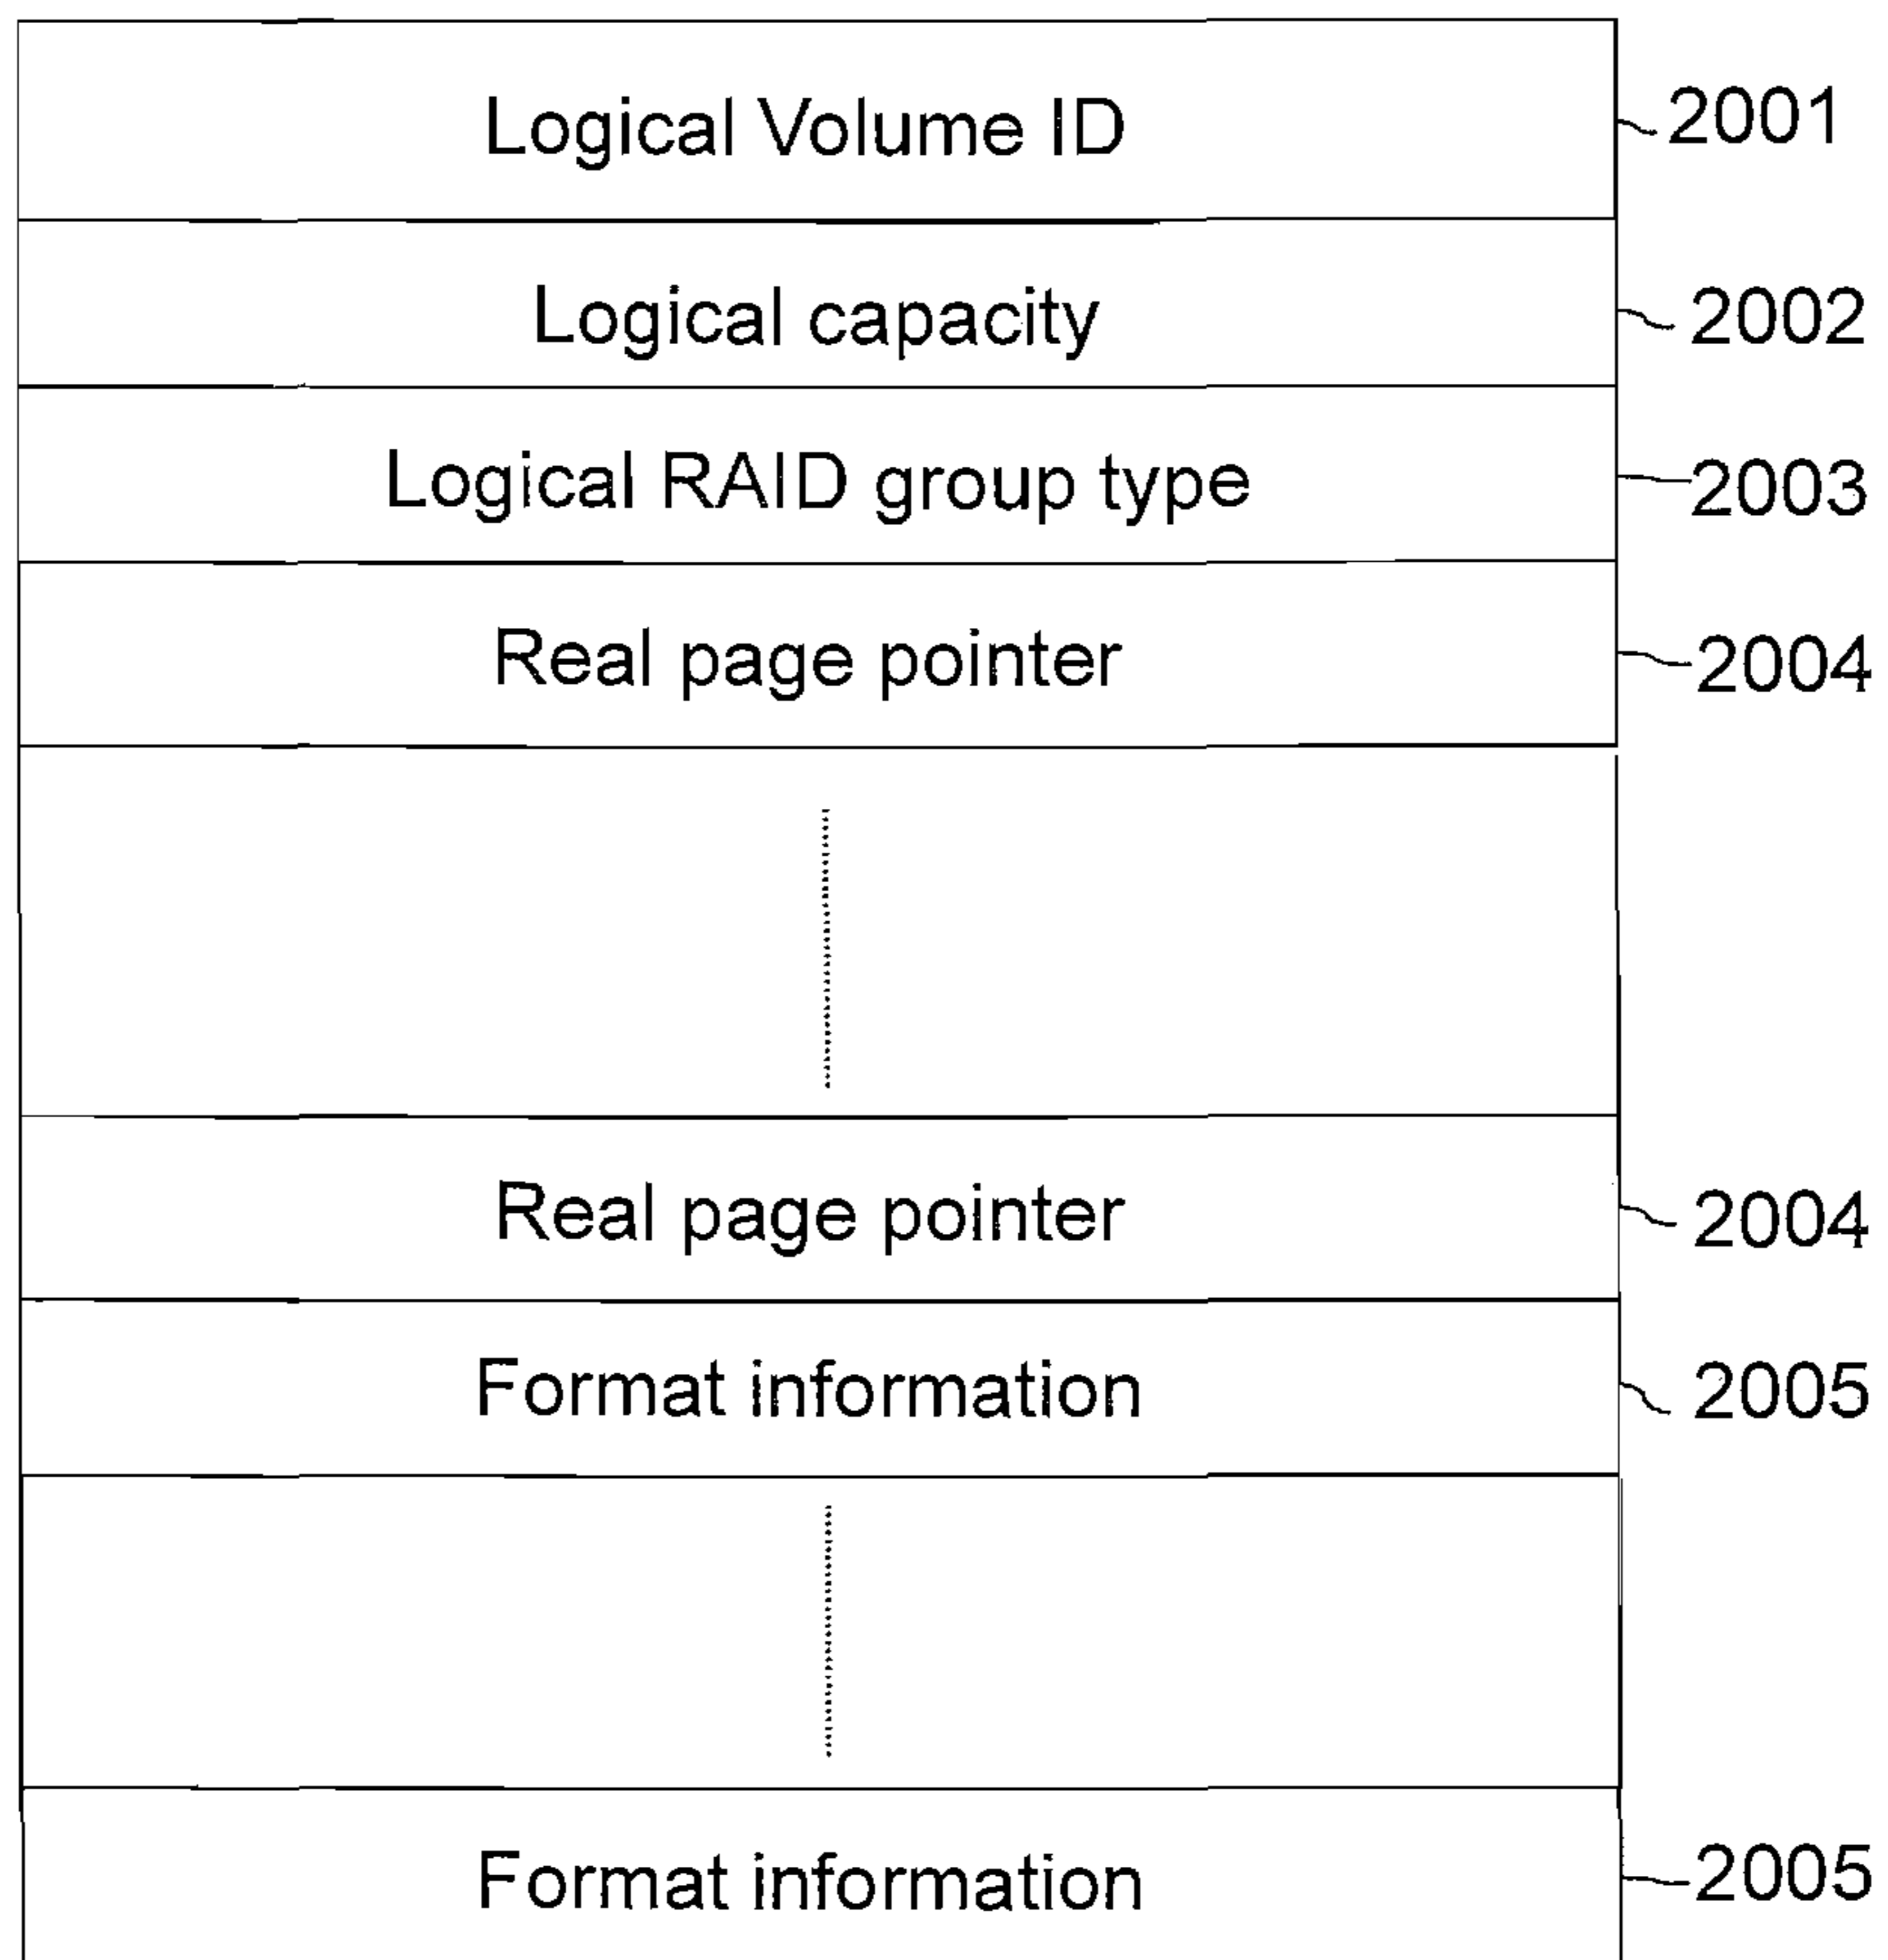 Logical Volume ID 2001
Logical capacity 2002
Logical RAID group type 2003
Real page pointer 2004
Real page pointer 2004
Format information 2005
Format information 2005